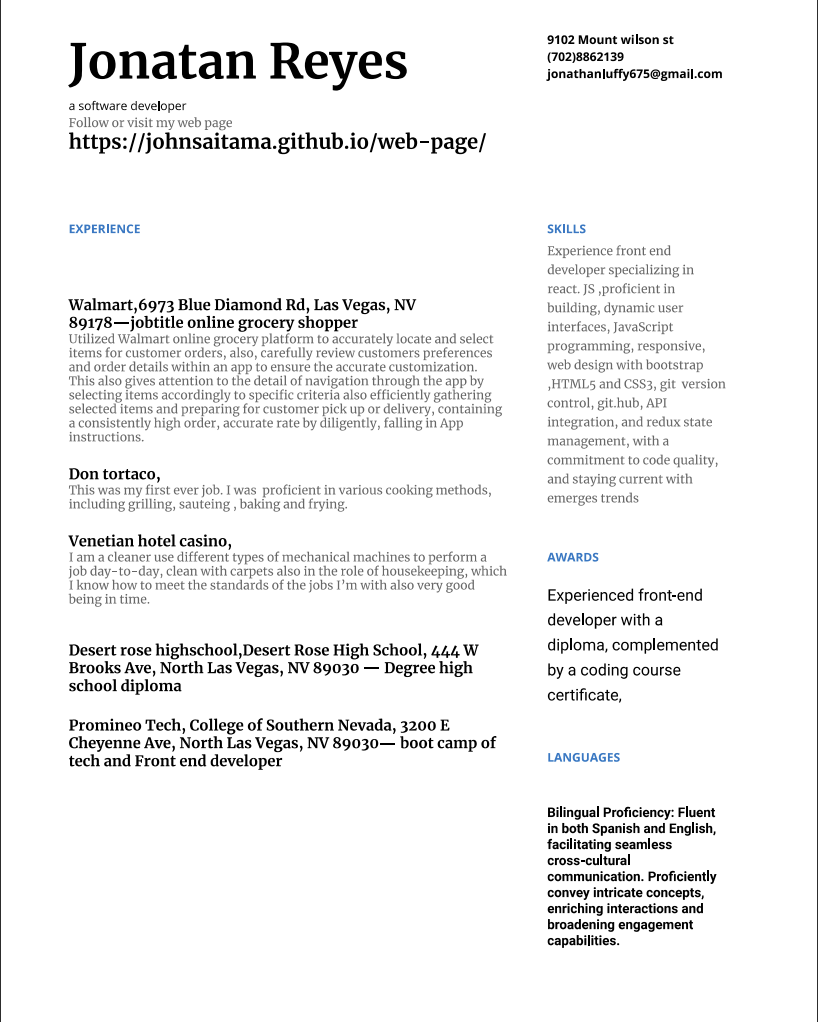 Jonatan Reyes
a software developer
Follow or visit my web page
https://johnsaitama.github.io/web-page/
9102 Mount wilson st
(702)8862139
jonathanluffy675@gmail.com
EXPERIENCE
Walmart,6973 Blue Diamond Rd, Las Vegas, NV
89178—jobtitle online grocery shopper
Utilized Walmart online grocery platform to accurately locate and select
items for customer orders, also, carefully review customers preferences
and order details within an app to ensure the accurate customization.
This also gives attention to the detail of navigation through the app by
selecting items accordingly to specific criteria also efficiently gathering
selected items and preparing for customer pick up or delivery, containing
a consistently high order, accurate rate by diligently, falling in App
instructions.
Don tortaco,
This was my first ever job. I was  proficient in various cooking methods,
including grilling, sauteing , baking and frying.
Venetian hotel casino,
I am a cleaner use different types of mechanical machines to perform a
job day-to-day, clean with carpets also in the role of housekeeping, which
I know how to meet the standards of the jobs I’m with also very good
being in time.
Desert rose highschool,Desert Rose High School, 444 W
Brooks Ave, North Las Vegas, NV 89030 — Degree high
school diploma
Promineo Tech, College of Southern Nevada, 3200 E
Cheyenne Ave, North Las Vegas, NV 89030— boot camp of
tech and Front end developer
SKILLS
Experience front end
developer specializing in
react. JS ,proficient in
building, dynamic user
interfaces, JavaScript
programming, responsive,
web design with bootstrap
,HTML5 and CSS3, git  version
control, git.hub, API
integration, and redux state
management, with a
commitment to code quality,
and staying current with
emerges trends
AWARDS
Experienced front-end
developer with a
diploma, complemented
by a coding course
certificate,
LANGUAGES
Bilingual Proficiency: Fluent
in both Spanish and English,
facilitating seamless
cross-cultural
communication. Proficiently
convey intricate concepts,
enriching interactions and
broadening engagement
capabilities.